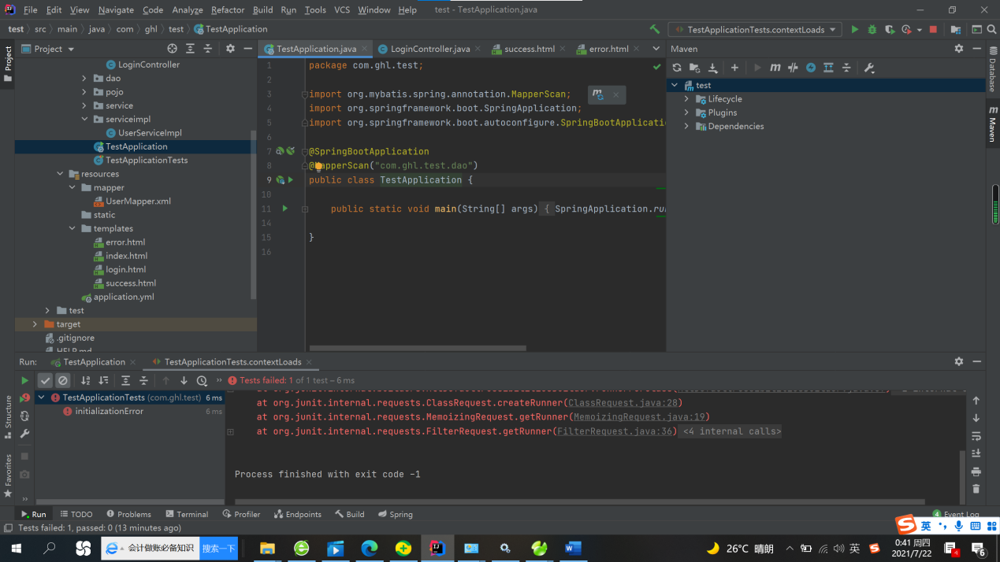 File Edit View Navigate Code Analyze Refactor Build Run Tools VCS Window Help test - TestApplication.java
test src main java com ghl test TestApplication TestApplicationTests.contextLoads
Project
Project
LoginController
dao
pojo
service
serviceimpl
UserServiceImpl
TestApplication
TestApplicationTests
resources
mapper
UserMapper.xml
static
templates
error.html
index.html
login.html
success.html
application.yml
test
target
.gitignore
HELP.md
TestApplication.java LoginController.java success.html error.html
1 package com.ghl.test;
2
3 import org.mybatis.spring.annotation.MapperScan;
4 import org.springframework.boot.SpringApplication;
5 import org.springframework.boot.autoconfigure.SpringBootApplicatio
6
7 @SpringBootApplication
8 @MapperScan("com.ghl.test.dao")
9 public class TestApplication {
10
11 public static void main(String[] args) { SpringApplication.run
14
15 }
16
Maven
test
Lifecycle
Plugins
Dependencies
Database
Maven
Run: TestApplication TestApplicationTests.contextLoads
Tests failed: 1 of 1 test – 6 ms
TestApplicationTests (com.ghl.test) 6 ms
initializationError 6 ms
at org.junit.internal.requests.ClassRequest.createRunner(ClassRequest.java:28)
at org.junit.internal.requests.MemoizingRequest.getRunner(MemoizingRequest.java:19)
at org.junit.internal.requests.FilterRequest.getRunner(FilterRequest.java:36) <4 internal calls>
Process finished with exit code -1
Structure
Favorites
Run TODO Problems Terminal Profiler Endpoints Build Spring 4 Event Log
Tests failed: 1, passed: 0 (13 minutes ago)
英
会计做账必备知识 搜索一下
26°C 晴朗 英 0:41 周四
2021/7/22
4
6